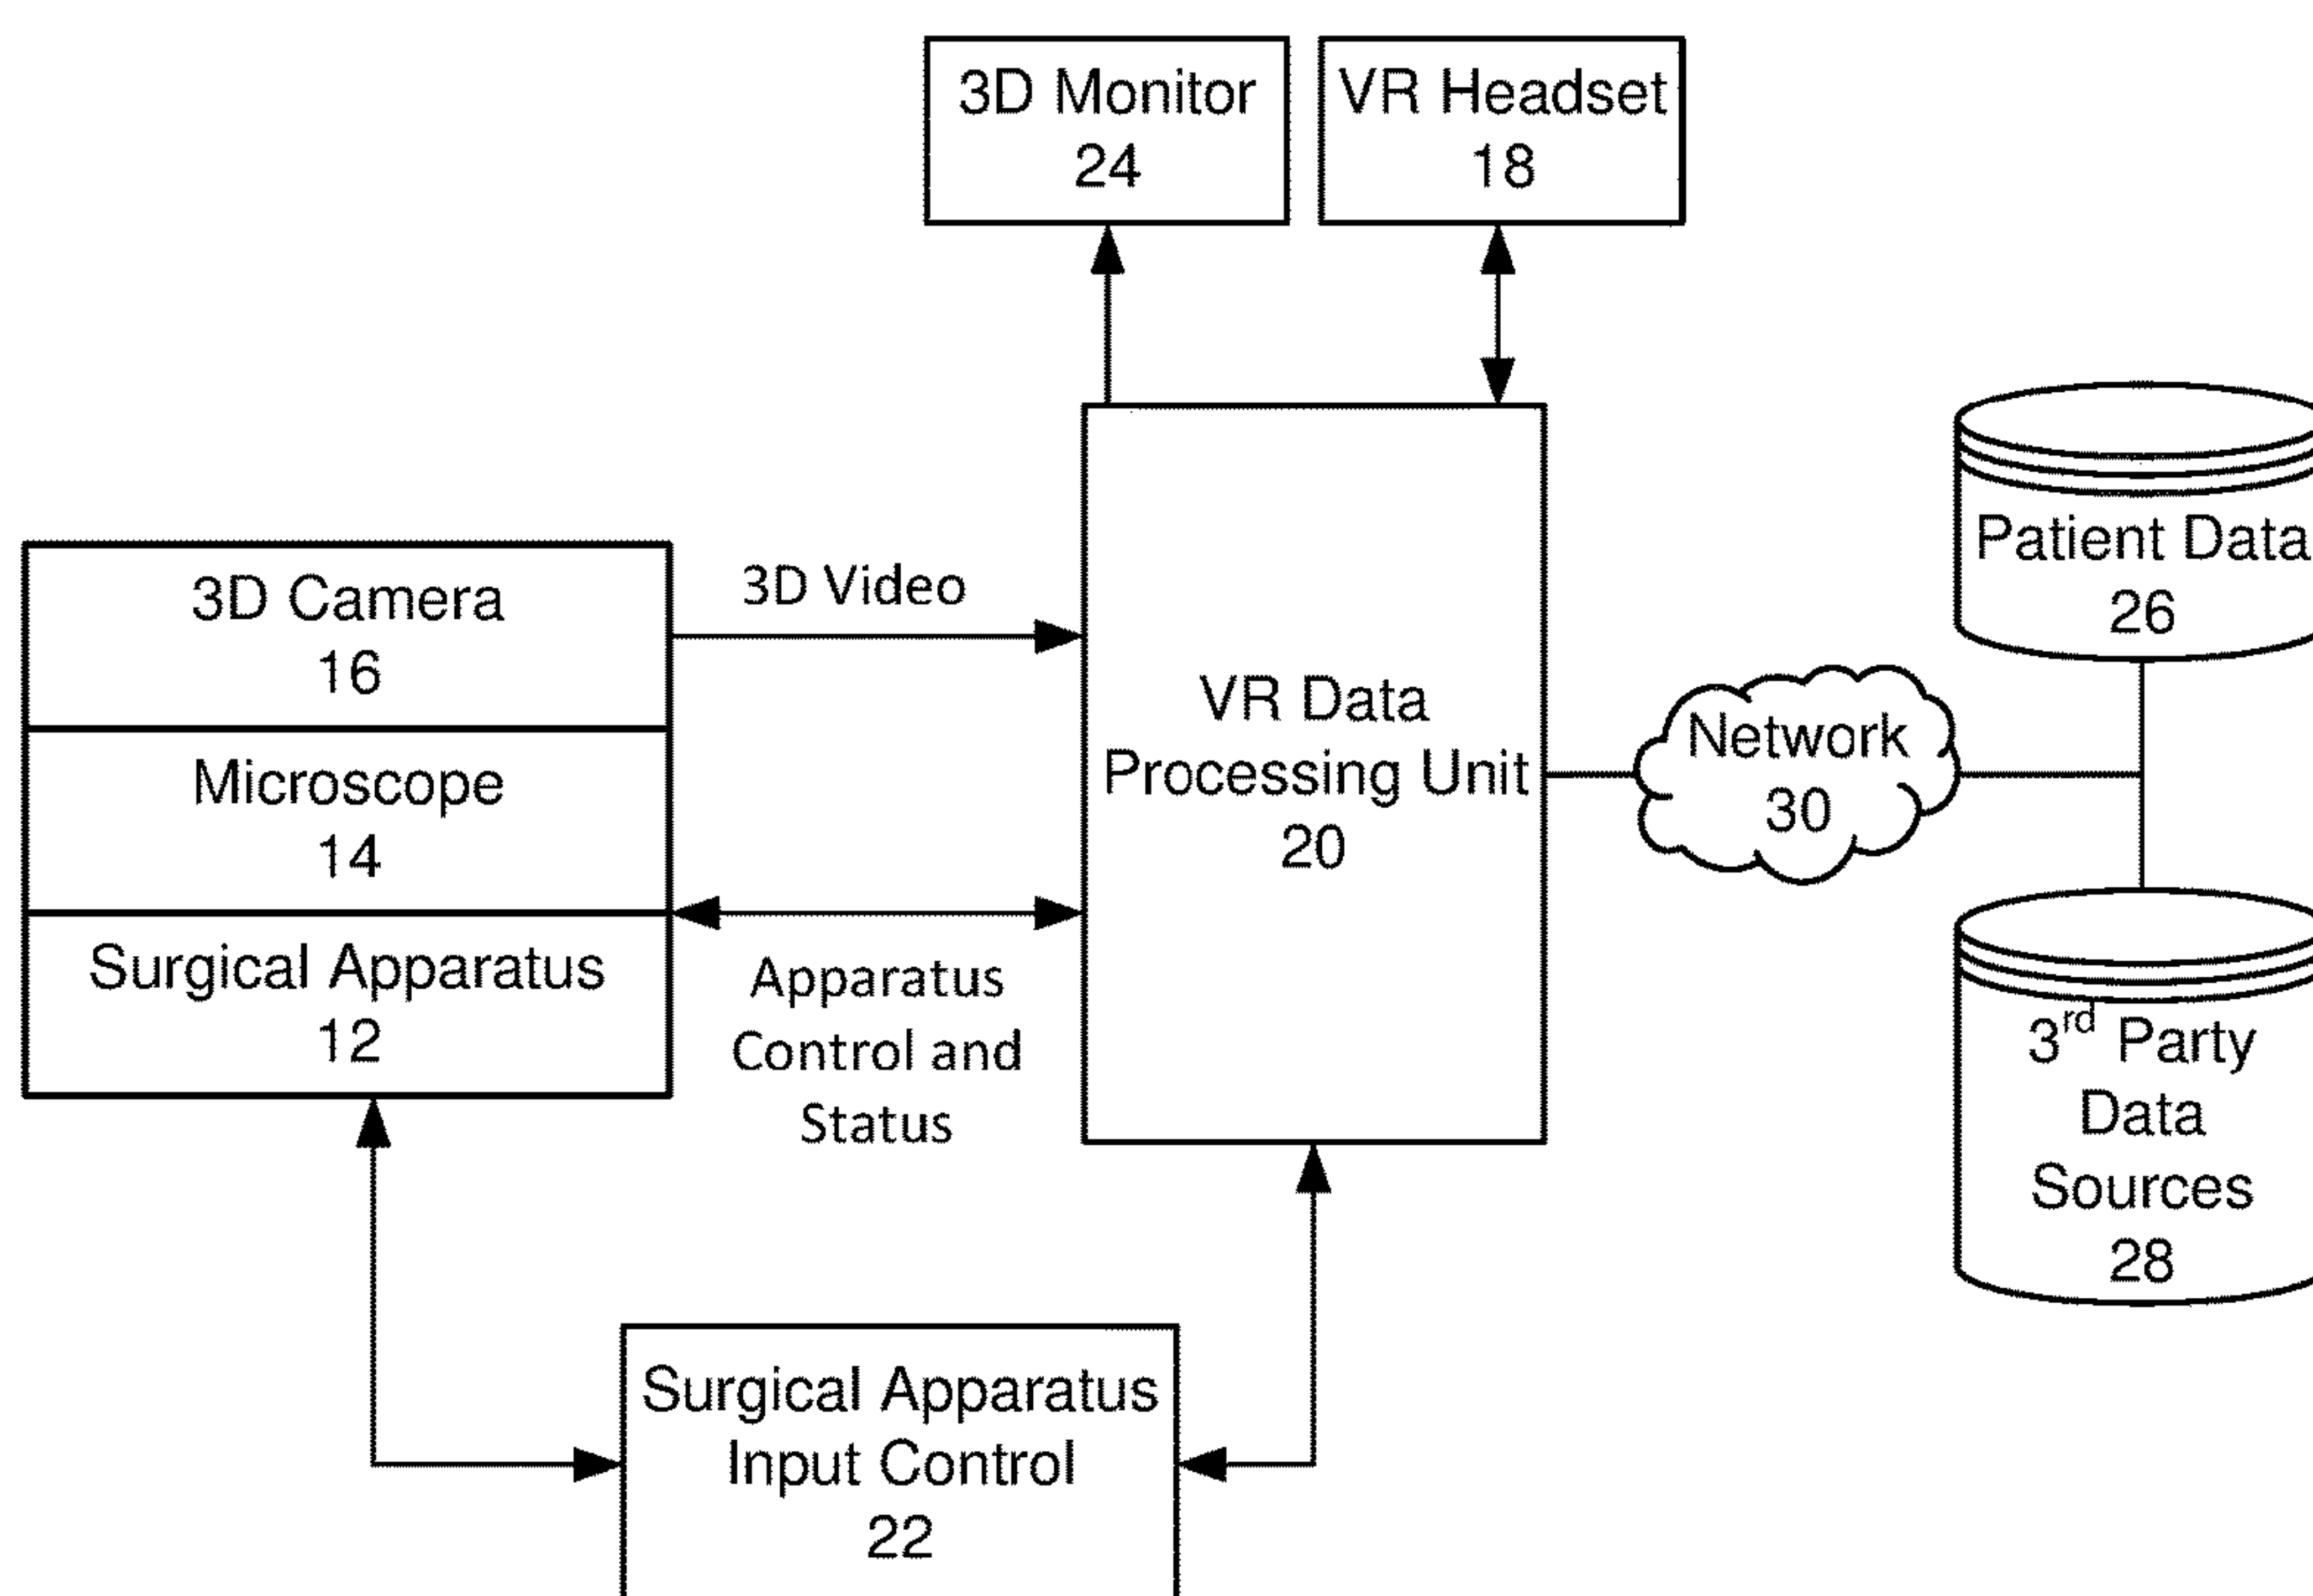 3D Monitor
24
VR Headset
18
3D Camera
16
Microscope
14
Surgical Apparatus
12
3D Video
Apparatus
Control and
Status
VR Data
Processing Unit
20
Network
30
Patient Data
26
3rd Party
Data
Sources
28
Surgical Apparatus
Input Control
22